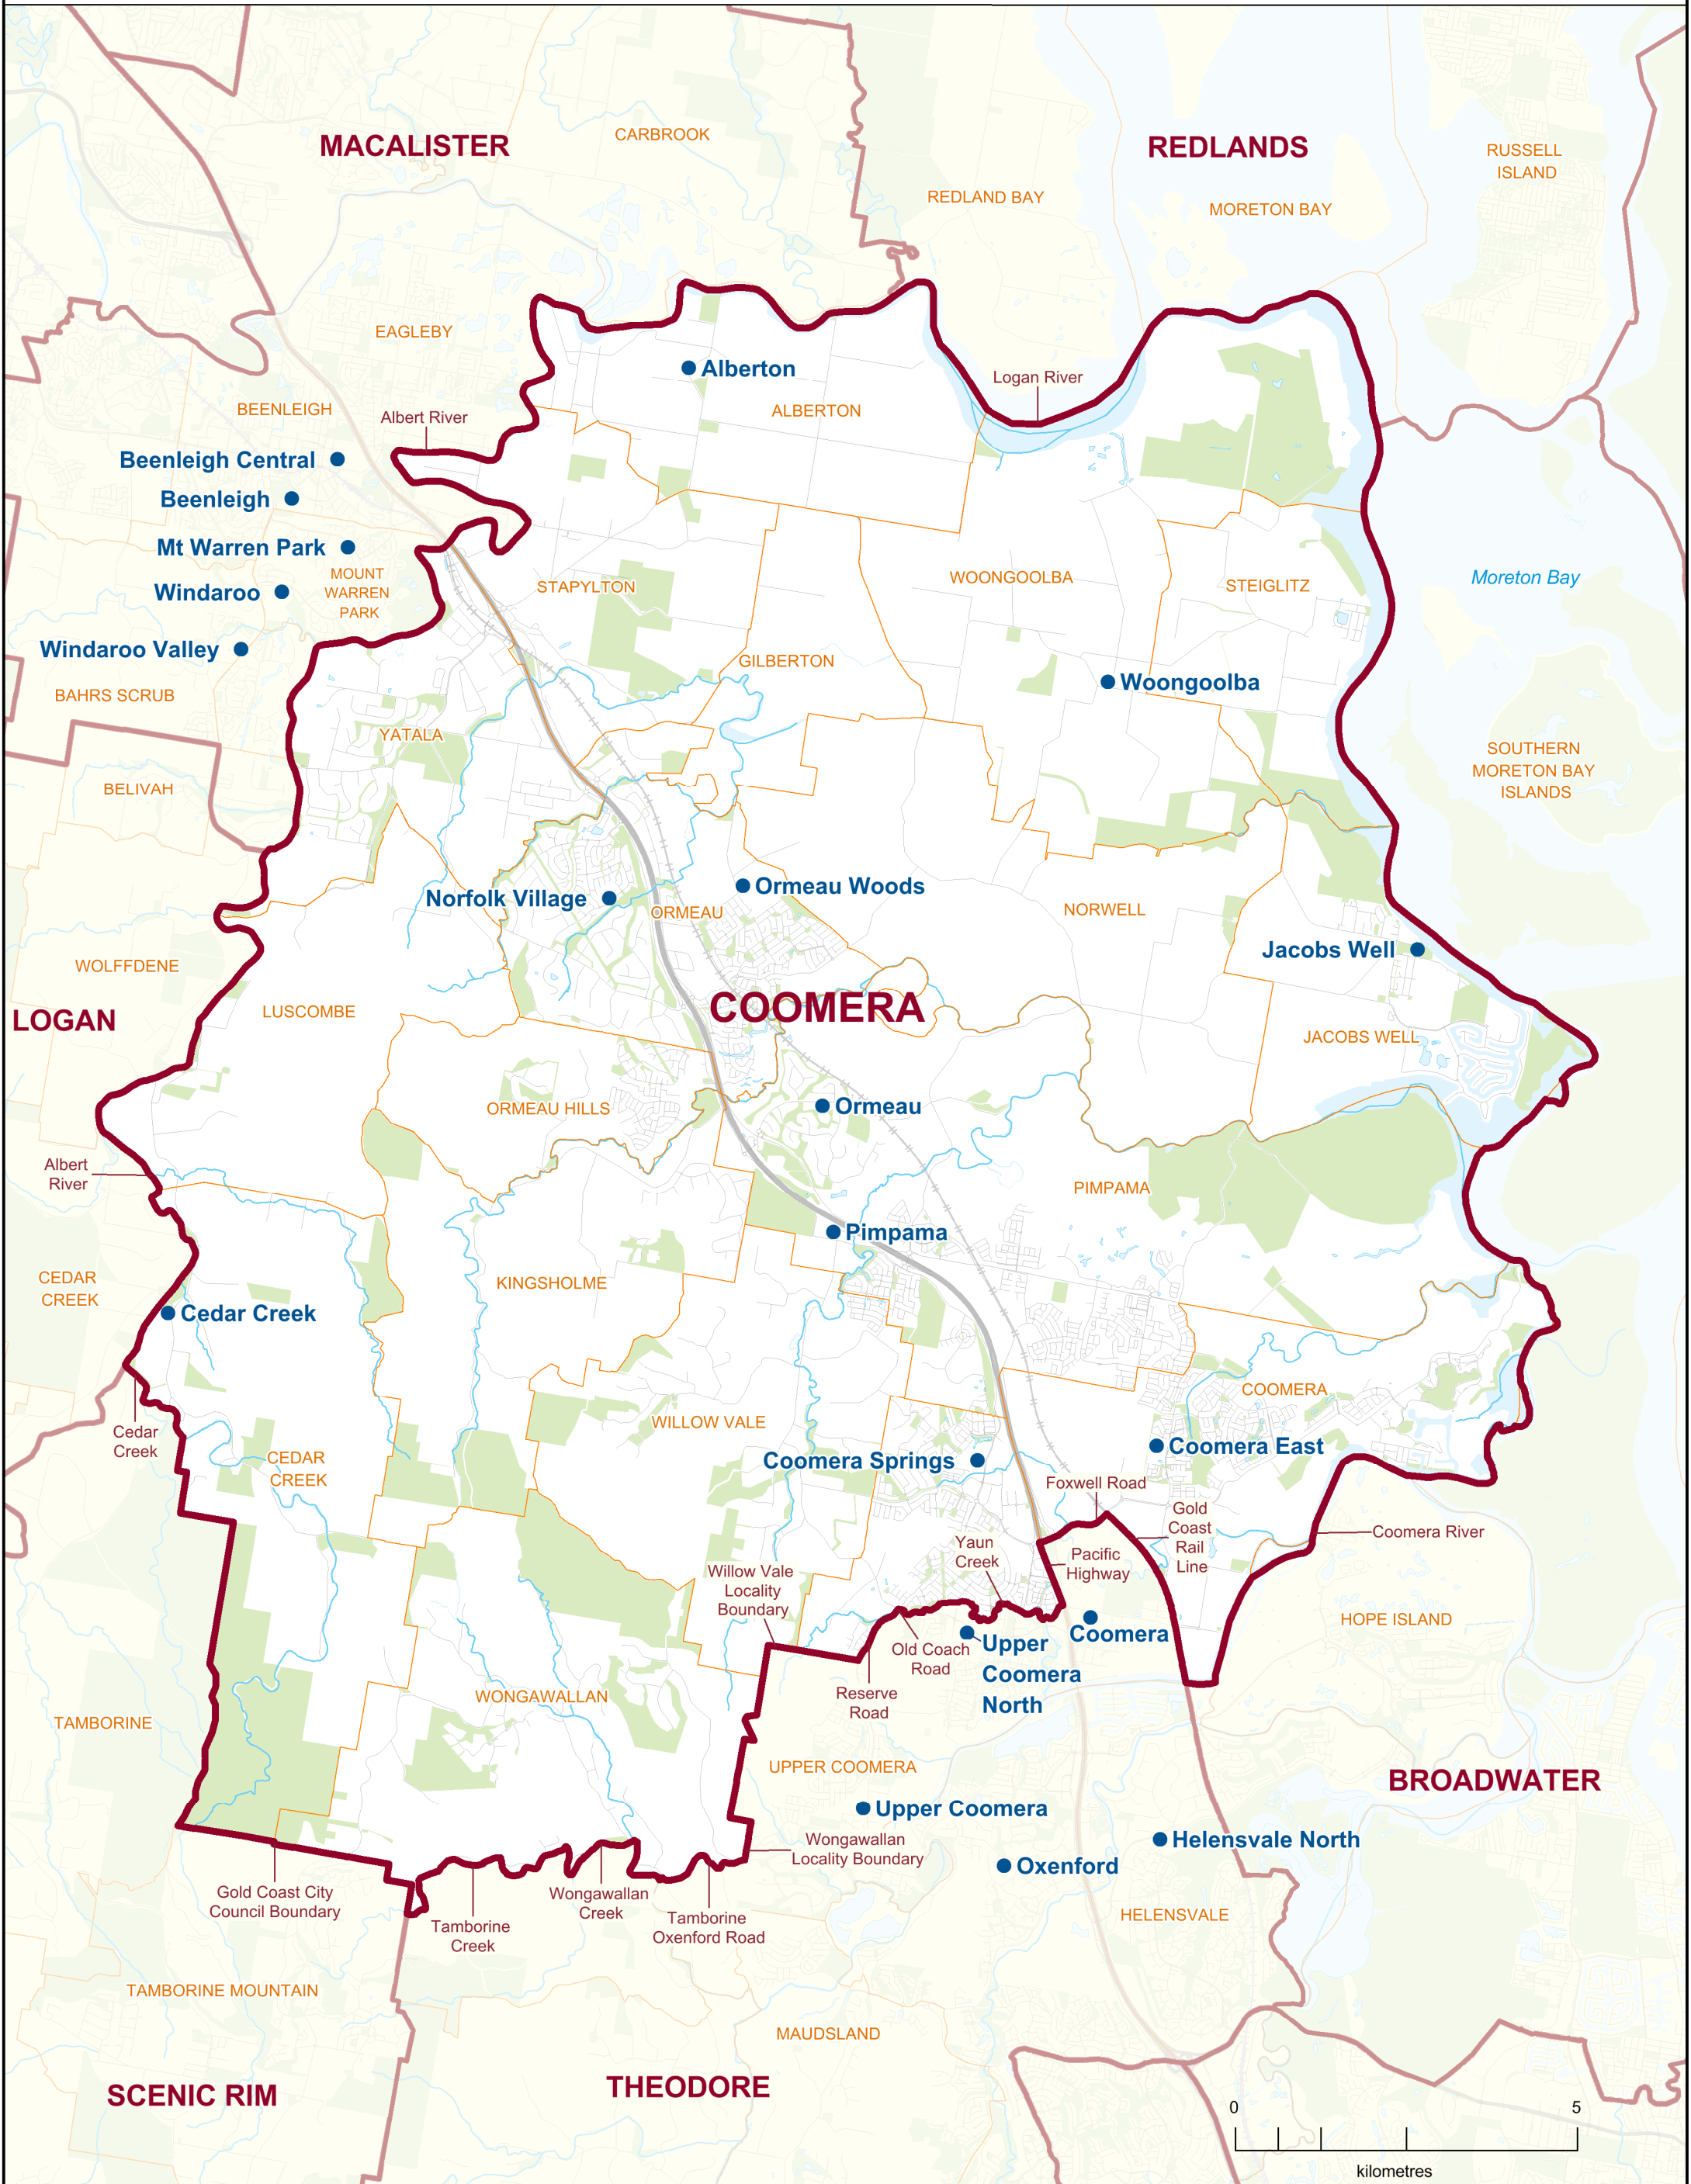 CARBROOK
MACALISTER
REDLANDS
RUSSELL
ISLAND
REDLAND BAY
MORETON BAY
EAGLEBY
Alberton
Logan River
BEENLEIGH
ALBERTON
Albert River
Beenleigh Central
Beenleigh
Mt Warren Park
MOUNT
WARREN
PARK
Windaroo
STAPYLTON
WOONGOOLBA
STEIGLITZ
Moreton Bay
Windaroo Valley
GILBERTON
BAHRS SCRUB
Woongoolba
YATALA
SOUTHERN
MORETON BAY
ISLANDS
BELIVAH
Ormeau Woods
Norfolk Village
ORMEAU
NORWELL
Jacobs Well
WOLFFDENE
LOGAN
LUSCOMBE
COOMERA
JACOBS WELL
ORMEAU HILLS
Ormeau
Albert
River
PIMPAMA
Pimpama
CEDAR
CREEK
KINGSHOLME
Cedar Creek
COOMERA
WILLOW VALE
Cedar
Creek
Coomera East
CEDAR
CREEK
Coomera Springs
Foxwell Road
Gold
Coast
Rail
Line
Coomera River
Yaun
Creek
Pacific
Highway
Willow Vale
Locality
Boundary
HOPE ISLAND
Coomera
Old Coach
Road
Upper
Coomera
North
Reserve
Road
WONGAWALLAN
TAMBORINE
UPPER COOMERA
BROADWATER
Upper Coomera
Wongawallan
Locality Boundary
Helensvale North
Oxenford
Gold Coast City
Council Boundary
Wongawallan
Creek
Tamborine
Creek
Tamborine
Oxenford Road
HELENSVALE
TAMBORINE MOUNTAIN
MAUDSLAND
SCENIC RIM
THEODORE
0
5
kilometres